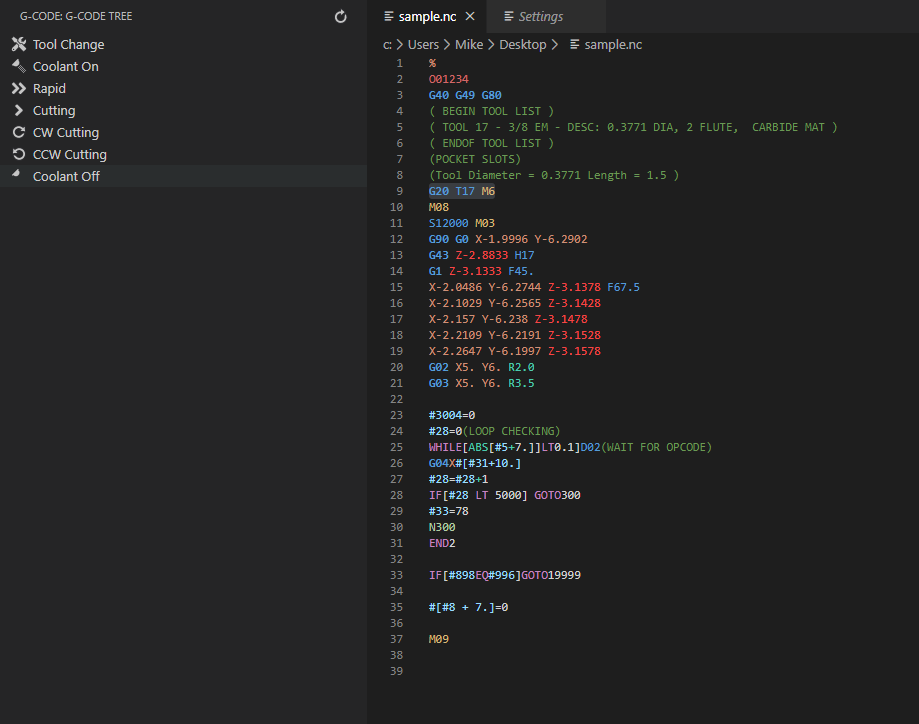 G-CODE: G-CODE TREE
Tool Change
Coolant On
Rapid
Cutting
CW Cutting
CCW Cutting
Coolant Off
sample.nc
Settings
c: > Users > Mike > Desktop > sample.nc
1 %
2 O01234
3 G40 G49 G80
4 ( BEGIN TOOL LIST )
5 ( TOOL 17 - 3/8 EM - DESC: 0.3771 DIA, 2 FLUTE,  CARBIDE MAT )
6 ( ENDOF TOOL LIST )
7 (POCKET SLOTS)
8 (Tool Diameter = 0.3771 Length = 1.5 )
9 G20 T17 M6
10 M08
11 S12000 M03
12 G90 G0 X-1.9996 Y-6.2902
13 G43 Z-2.8833 H17
14 G1 Z-3.1333 F45.
15 X-2.0486 Y-6.2744 Z-3.1378 F67.5
16 X-2.1029 Y-6.2565 Z-3.1428
17 X-2.157 Y-6.238 Z-3.1478
18 X-2.2109 Y-6.2191 Z-3.1528
19 X-2.2647 Y-6.1997 Z-3.1578
20 G02 X5. Y6. R2.0
21 G03 X5. Y6. R3.5
22
23 #3004=0
24 #28=0(LOOP CHECKING)
25 WHILE[ABS[#5+7.]]LT0.1]D02(WAIT FOR OPCODE)
26 G04X#[#31+10.]
27 #28=#28+1
28 IF[#28 LT 5000] GOTO300
29 #33=78
30 N300
31 END2
32
33 IF[#898EQ#996]GOTO19999
34
35 #[#8 + 7.]=0
36
37 M09
38
39